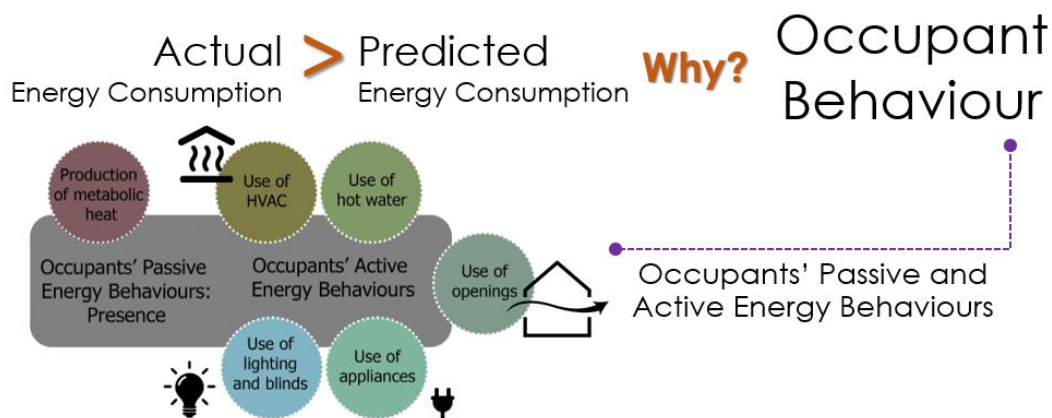 Actual > Predicted
Energy Consumption
Energy Consumption
Why?
Occupant
Behaviour
Production
of metabolic
heat
Use of
HVAC
Use of
hot water
Occupants’ Passive
Energy Behaviours:
Presence
Occupants’ Active
Energy Behaviours
Use of
openings
Use of
lighting
and blinds
Use of
appliances
Occupants’ Passive and
Active Energy Behaviours